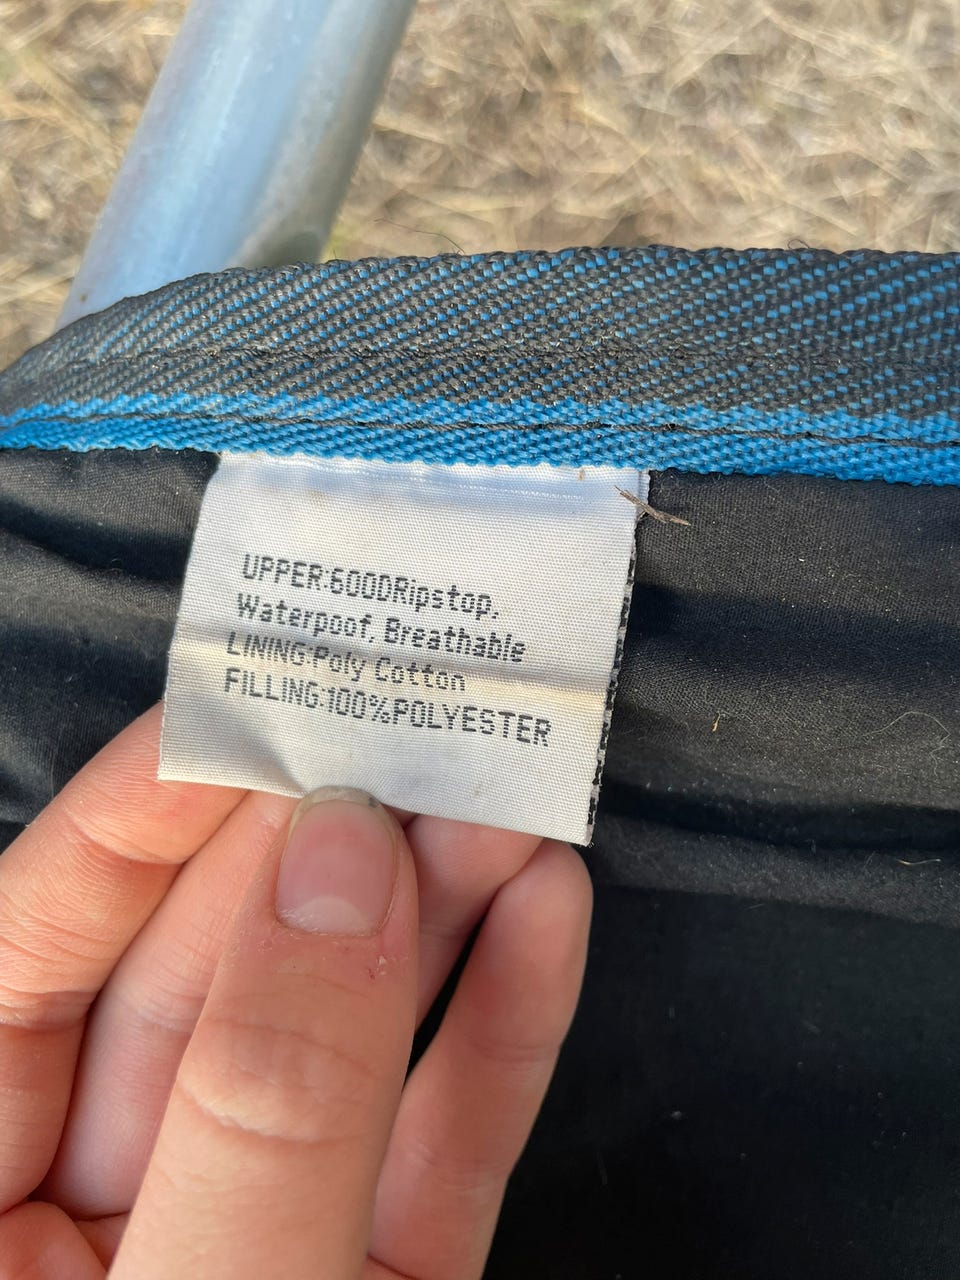 UPPER:600DRipstop,
Waterpoof, Breathable
LINING:Poly Cotton
FILLING:100%POLYESTER